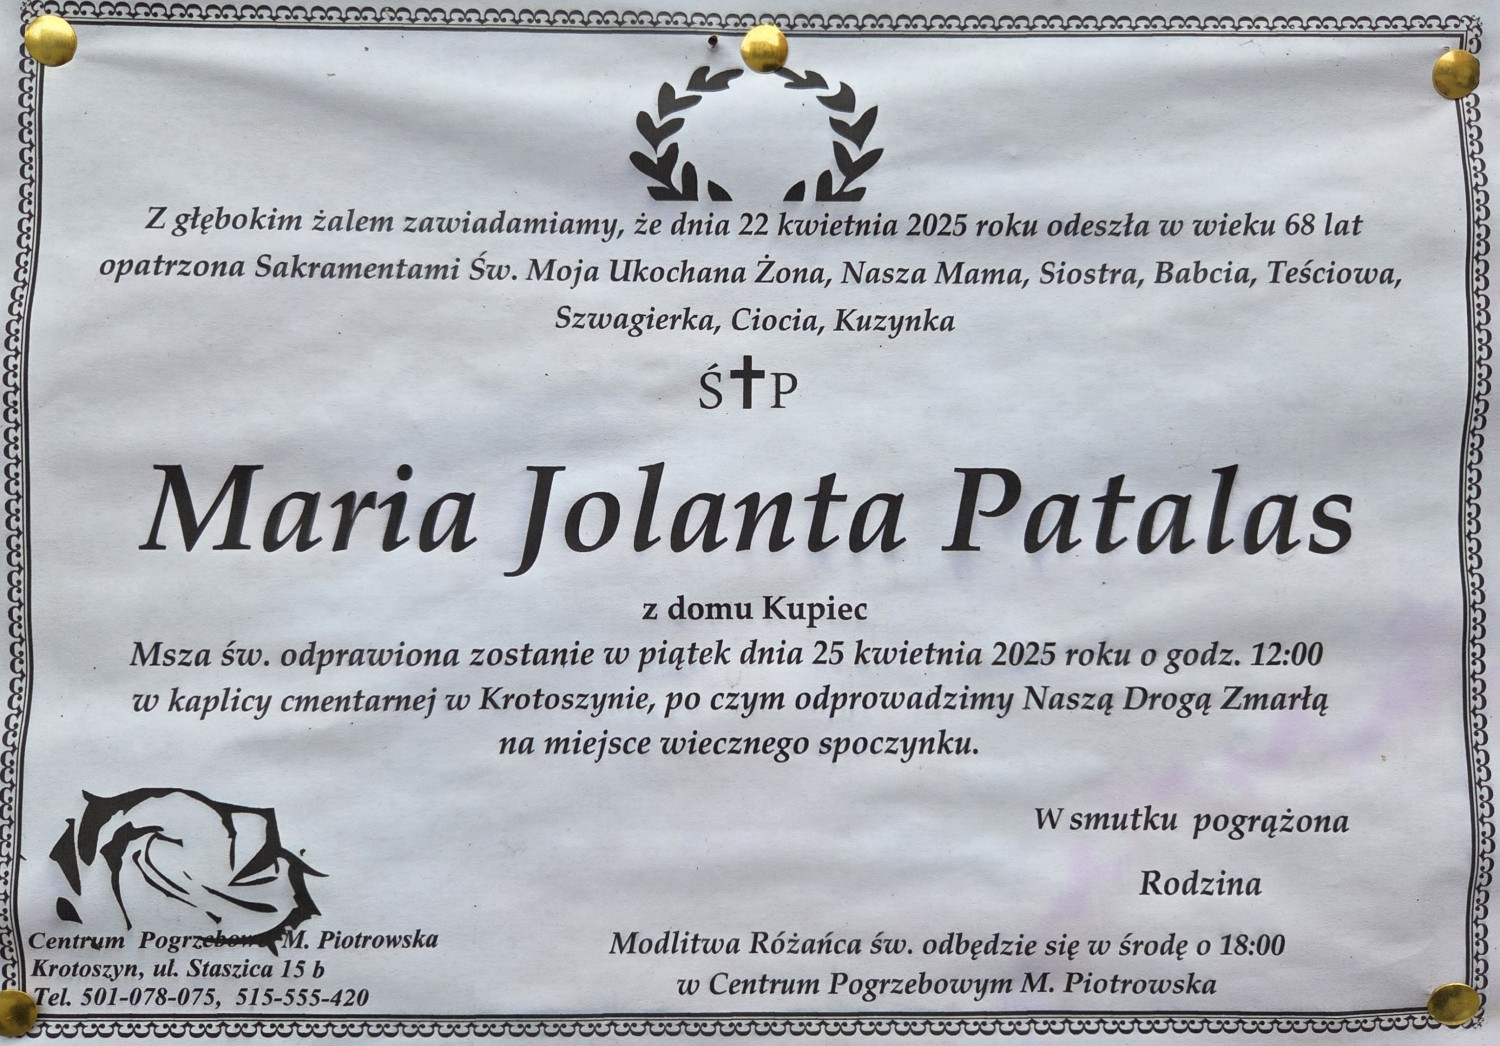 Z głębokim żalem zawiadamiamy, że dnia 22 kwietnia 2025 roku odeszła w wieku 68 lat
opatrzona Sakramentami Św. Moja Ukochana Żona, Nasza Mama, Siostra, Babcia, Teściowa,
Szwagierka, Ciocia, Kuzynka
Ś✝P
Maria Jolanta Patalas
z domu Kupiec
Msza św. odprawiona zostanie w piątek dnia 25 kwietnia 2025 roku o godz. 12:00
w kaplicy cmentarnej w Krotoszynie, po czym odprowadzimy Naszą Drogą Zmarłą
na miejsce wiecznego spoczynku.
W smutku pogrążona
Rodzina
Centrum Pogrzebowe M. Piotrowska
Krotoszyn, ul. Staszica 15 b
Tel. 501-078-075, 515-555-420
Modlitwa Różańca św. odbędzie się w środę o 18:00
w Centrum Pogrzebowym M. Piotrowska